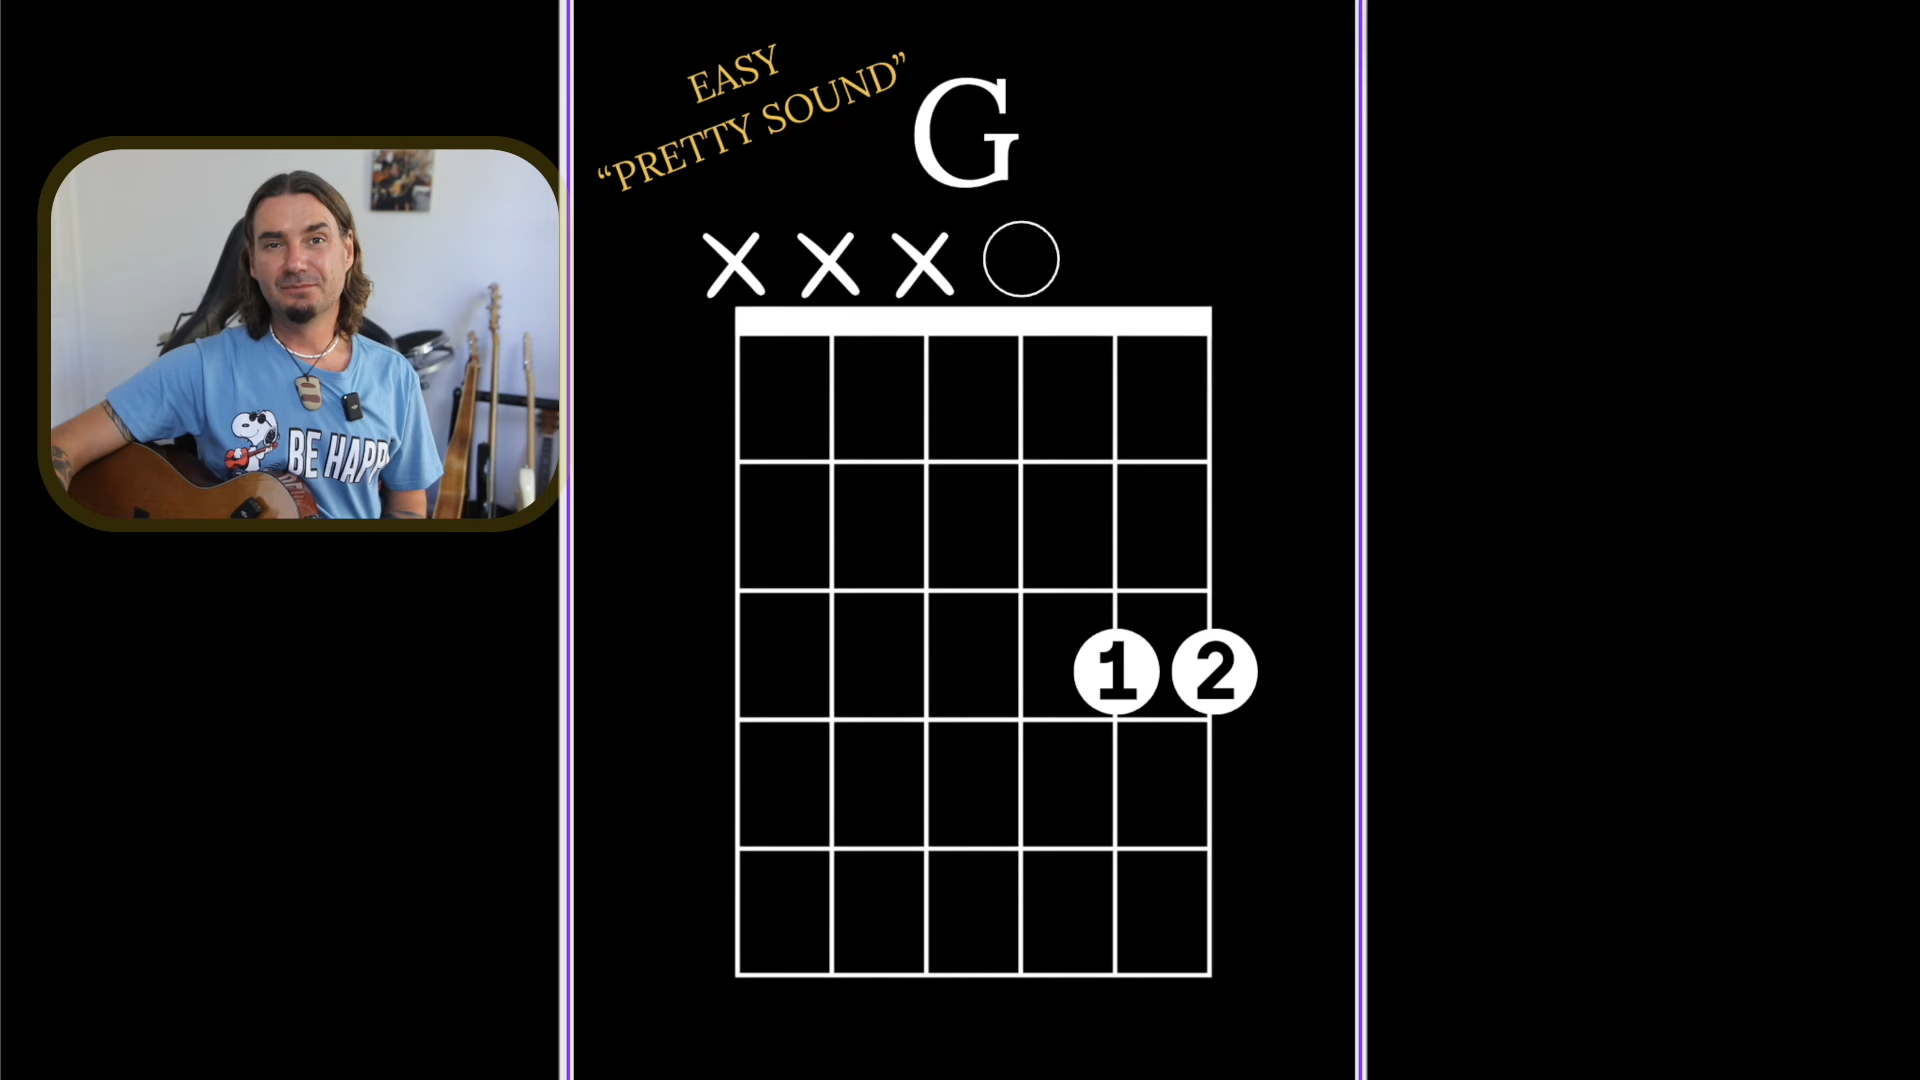 EASY
“PRETTY SOUND”
G
X X X
1 2
BE HAPP